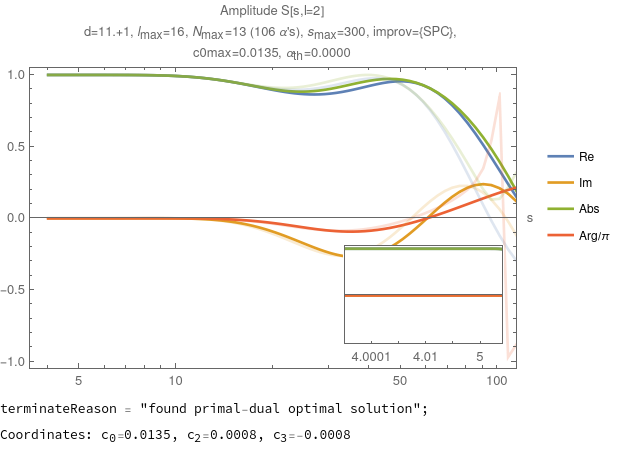 Amplitude S[s,l=2]
d=11.+1, lmax=16, Nmax=13 (106 α's), smax=300, improv={SPC},
c0max=0.0135, αth=0.0000
1.0
0.5
0.0
−0.5
−1.0
5
10
50
100
s
4.0001
4.01
5
Re
Im
Abs
Arg/π
terminateReason = "found primal-dual optimal solution";
Coordinates: c0=0.0135, c2=0.0008, c3=-0.0008